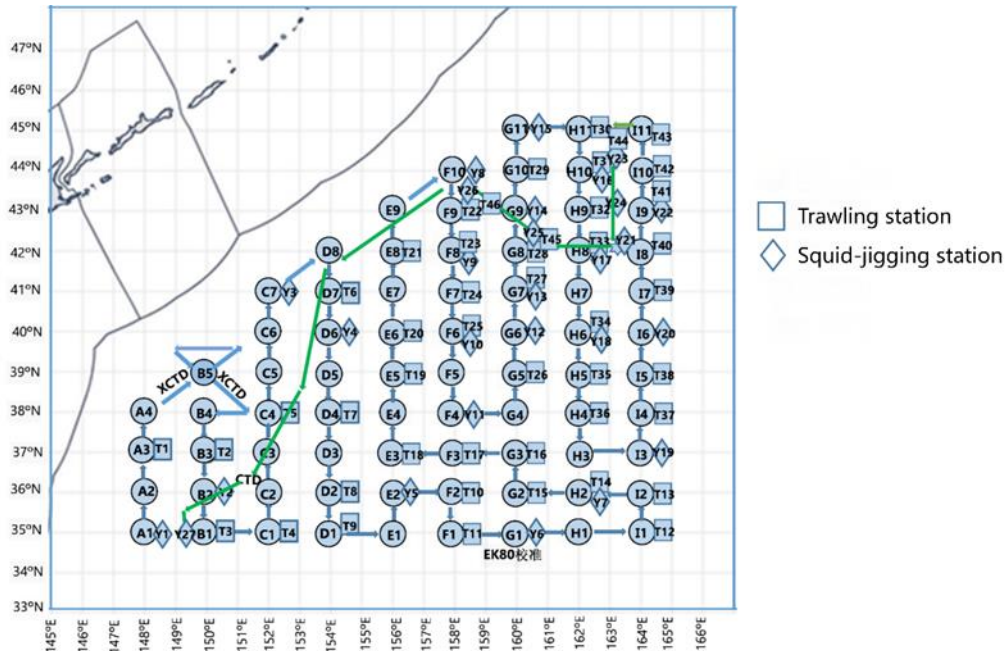 47°N
46°N
45°N G11 Y15 H11 T30 I11 T43
T44
44°N F10 Y8 G10 T29 H10 T3 Y23 I10 T42
Y26 Y16 T41
43°N E9 F9 T22 T46 G9 Y14 H9 T32 Y24 I9 Y22
Y25
42°N D8 E8 T21 F8 T23 Y9 G8 T28 T45 H8 T33 Y17 Y21 I8 T40
41°N C7 Y3 D7 T6 E7 F7 T24 G7 T27 Y13 H7 I7 T39
40°N C6 D6 Y4 E6 T20 F6 T25 Y10 G6 Y12 H6 T34 Y18 I6 Y20
39°N XCTD B5 XCTD C5 D5 E5 T19 F5 G5 T26 H5 T35 I5 T38
38°N A4 B4 C4 T5 D4 T7 E4 F4 Y11 G4 H4 T36 I4 T37
37°N A3 T1 B3 T2 C3 D3 E3 T18 F3 T17 G3 T16 H3 I3 Y19
36°N A2 B2 Y2 CTD C2 D2 T8 E2 Y5 F2 T10 G2 T15 H2 T14 Y7 I2 T13
35°N A1 Y1 Y27 B1 T3 C1 T4 D1 T9 E1 F1 T11 G1 Y6 H1 I1 T12
EK80校准
34°N
33°N
145°E 146°E 147°E 148°E 149°E 150°E 151°E 152°E 153°E 154°E 155°E 156°E 157°E 158°E 159°E 160°E 161°E 162°E 163°E 164°E 165°E 166°E
Trawling station
Squid-jigging station